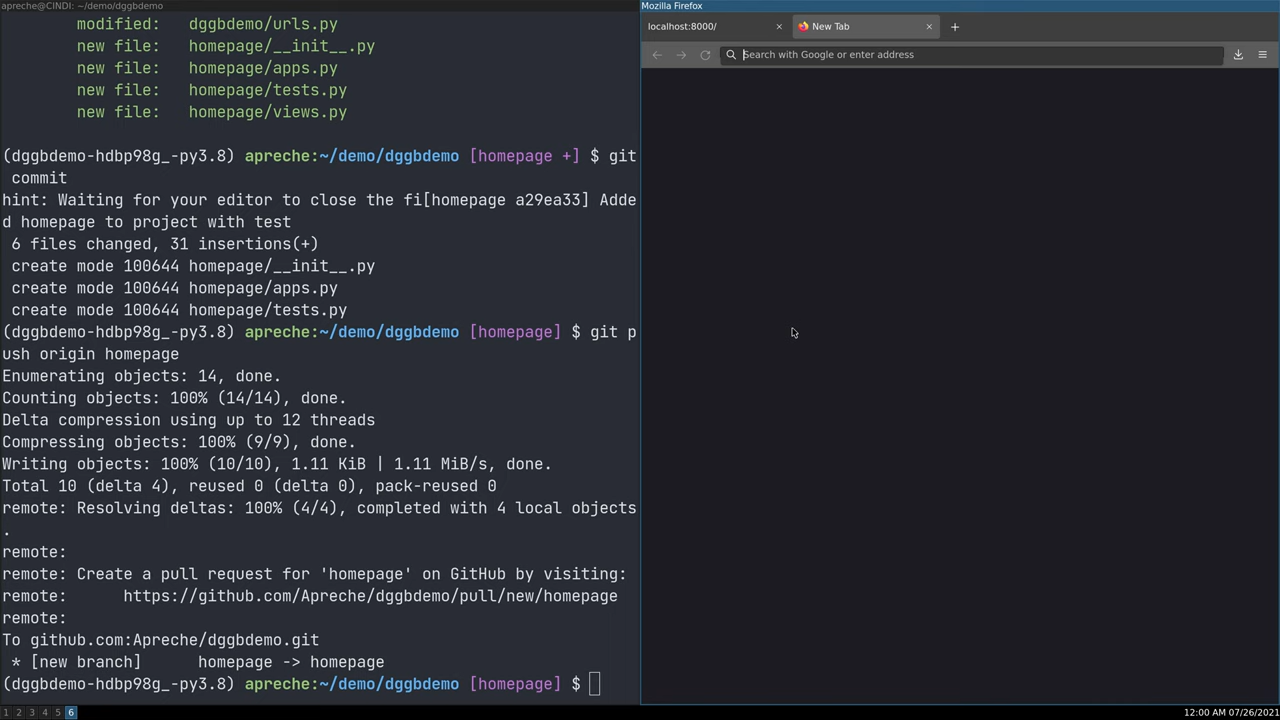 apreche@CINDI: ~/demo/dggbdemo
modified:   dggbdemo/urls.py
new file:   homepage/__init__.py
new file:   homepage/apps.py
new file:   homepage/tests.py
new file:   homepage/views.py
(dggbdemo-hdbp98g_-py3.8) apreche:~/demo/dggbdemo [homepage +] $ git
commit
hint: Waiting for your editor to close the fi[homepage a29ea33] Adde
d homepage to project with test
6 files changed, 31 insertions(+)
create mode 100644 homepage/__init__.py
create mode 100644 homepage/apps.py
create mode 100644 homepage/tests.py
(dggbdemo-hdbp98g_-py3.8) apreche:~/demo/dggbdemo [homepage] $ git p
ush origin homepage
Enumerating objects: 14, done.
Counting objects: 100% (14/14), done.
Delta compression using up to 12 threads
Compressing objects: 100% (9/9), done.
Writing objects: 100% (10/10), 1.11 KiB | 1.11 MiB/s, done.
Total 10 (delta 4), reused 0 (delta 0), pack-reused 0
remote: Resolving deltas: 100% (4/4), completed with 4 local objects
.
remote:
remote: Create a pull request for 'homepage' on GitHub by visiting:
remote:      https://github.com/Apreche/dggbdemo/pull/new/homepage
remote:
To github.com:Apreche/dggbdemo.git
* [new branch]      homepage -> homepage
(dggbdemo-hdbp98g_-py3.8) apreche:~/demo/dggbdemo [homepage] $
Mozilla Firefox
localhost:8000/
New Tab
Search with Google or enter address
1 2 3 4 5 6
12:00 AM 07/26/2021